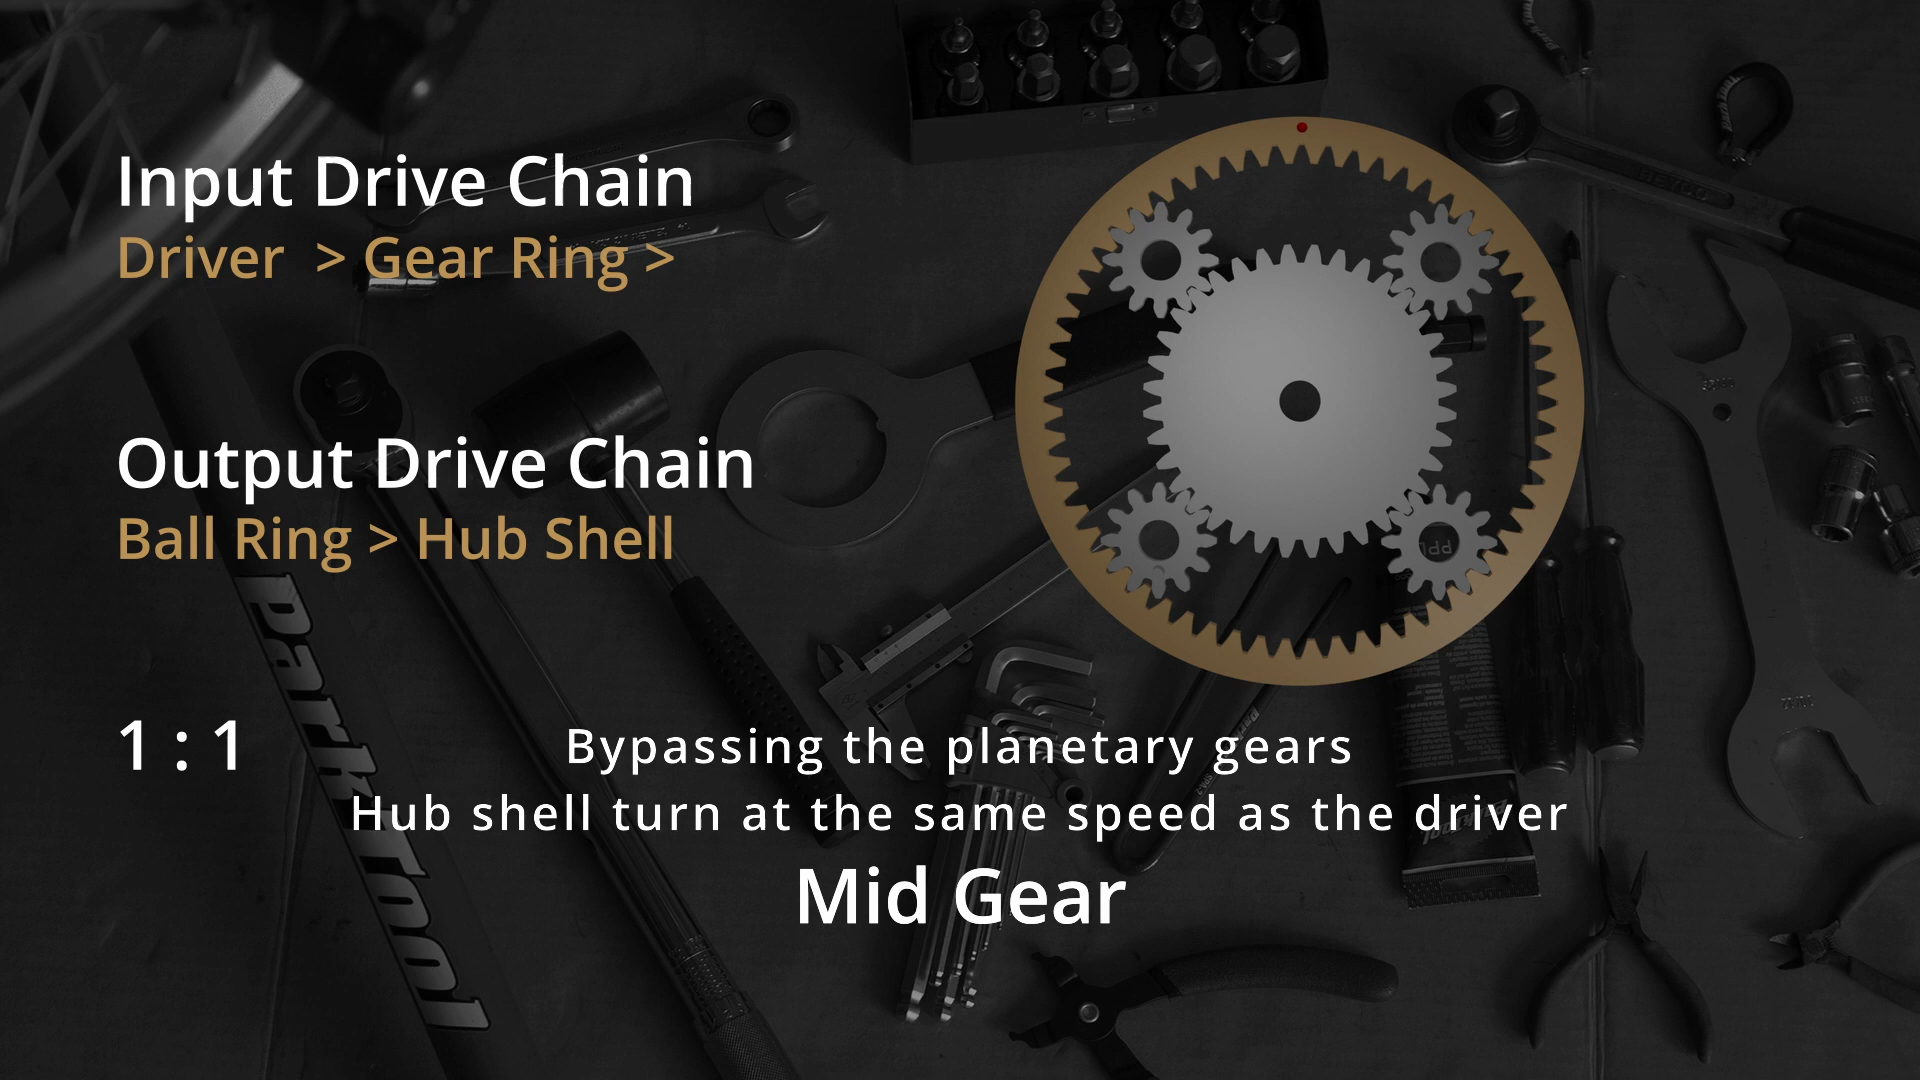 Input Drive Chain
Driver > Gear Ring >
Output Drive Chain
Ball Ring > Hub Shell
1 : 1
Bypassing the planetary gears
Hub shell turn at the same speed as the driver
Mid Gear
ParkTool